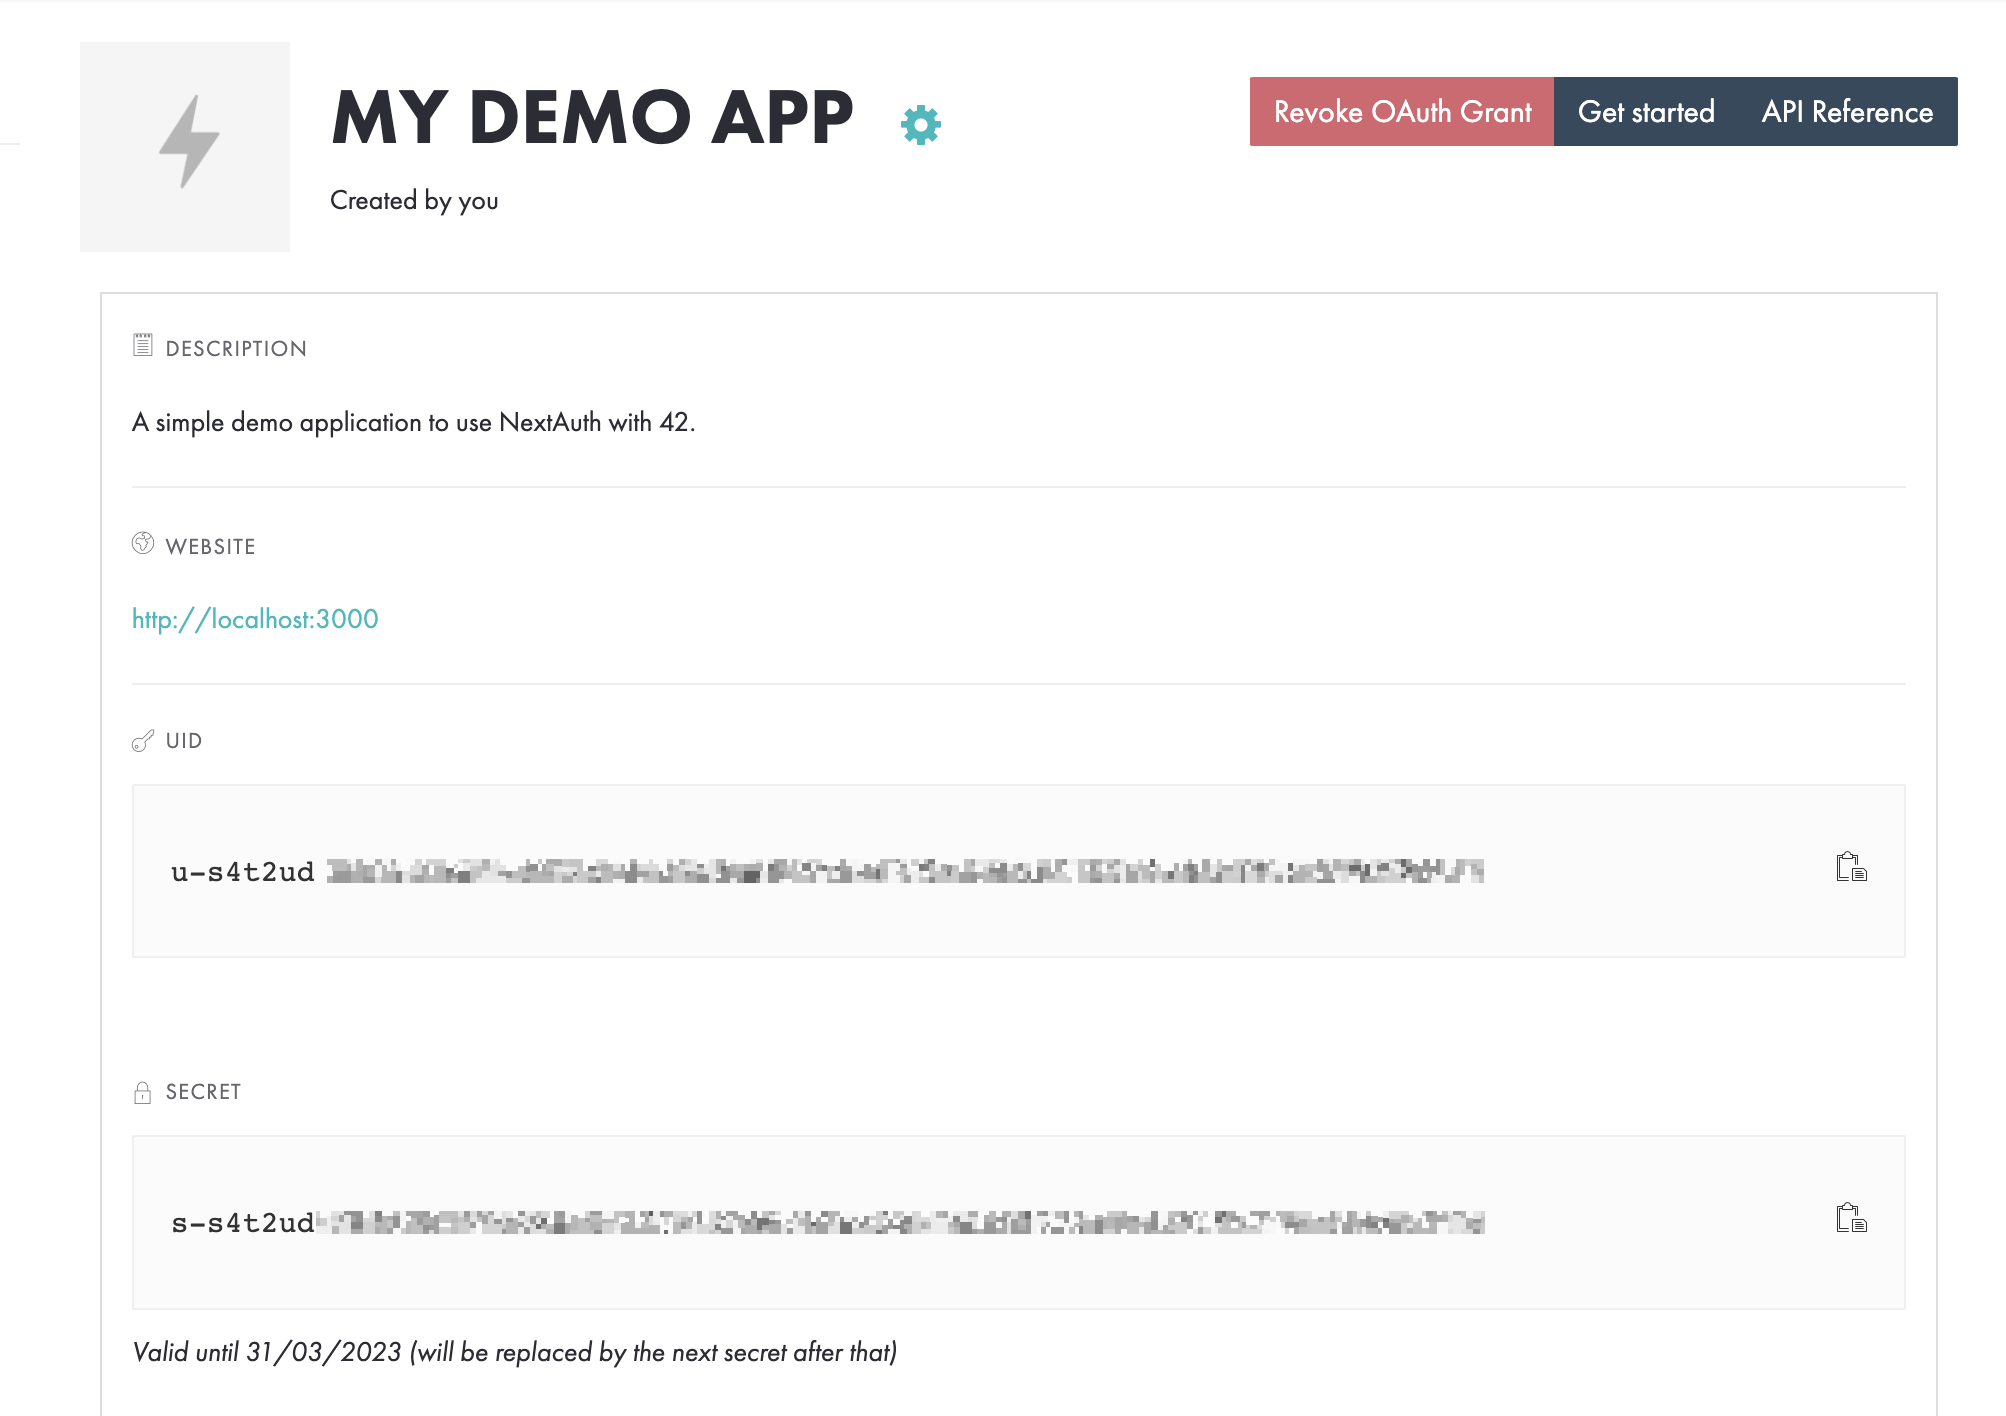 MY DEMO APP
Created by you
Revoke OAuth Grant
Get started
API Reference
DESCRIPTION
A simple demo application to use NextAuth with 42.
WEBSITE
http://localhost:3000
UID
u-s4t2ud
SECRET
s-s4t2ud
Valid until 31/03/2023 (will be replaced by the next secret after that)